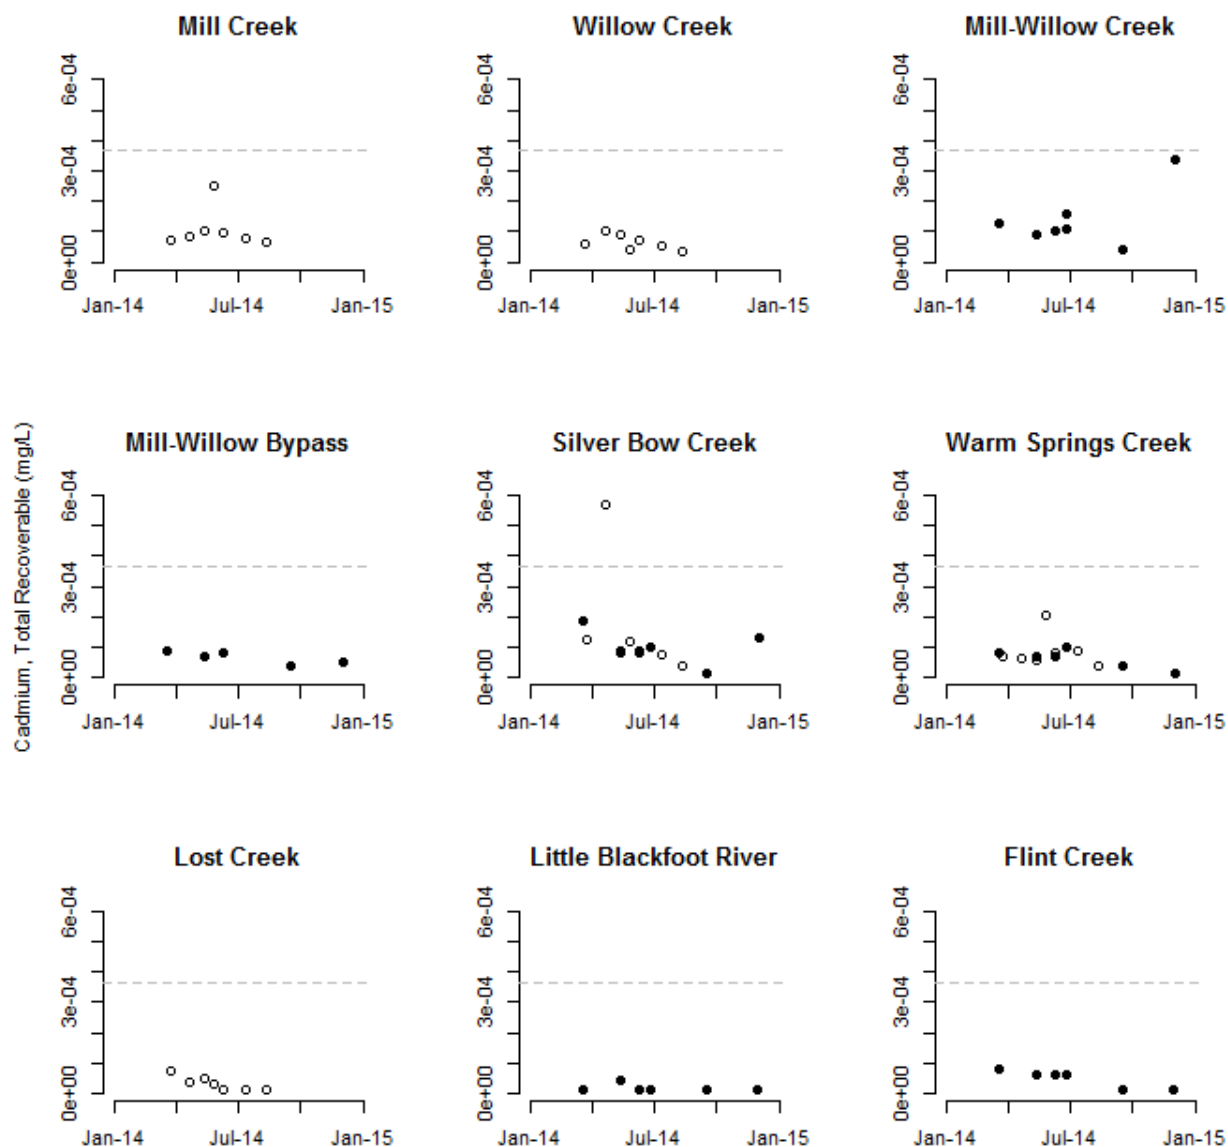 Mill Creek
Willow Creek
Mill-Willow Creek
6e-04
3e-04
0e+00
Jan-14 Jul-14 Jan-15
6e-04
3e-04
0e+00
Jan-14 Jul-14 Jan-15
6e-04
3e-04
0e+00
Jan-14 Jul-14 Jan-15
Cadmium, Total Recoverable (mg/L)
Mill-Willow Bypass
Silver Bow Creek
Warm Springs Creek
6e-04
3e-04
0e+00
Jan-14 Jul-14 Jan-15
6e-04
3e-04
0e+00
Jan-14 Jul-14 Jan-15
6e-04
3e-04
0e+00
Jan-14 Jul-14 Jan-15
Lost Creek
Little Blackfoot River
Flint Creek
6e-04
3e-04
0e+00
Jan-14 Jul-14 Jan-15
6e-04
3e-04
0e+00
Jan-14 Jul-14 Jan-15
6e-04
3e-04
0e+00
Jan-14 Jul-14 Jan-15